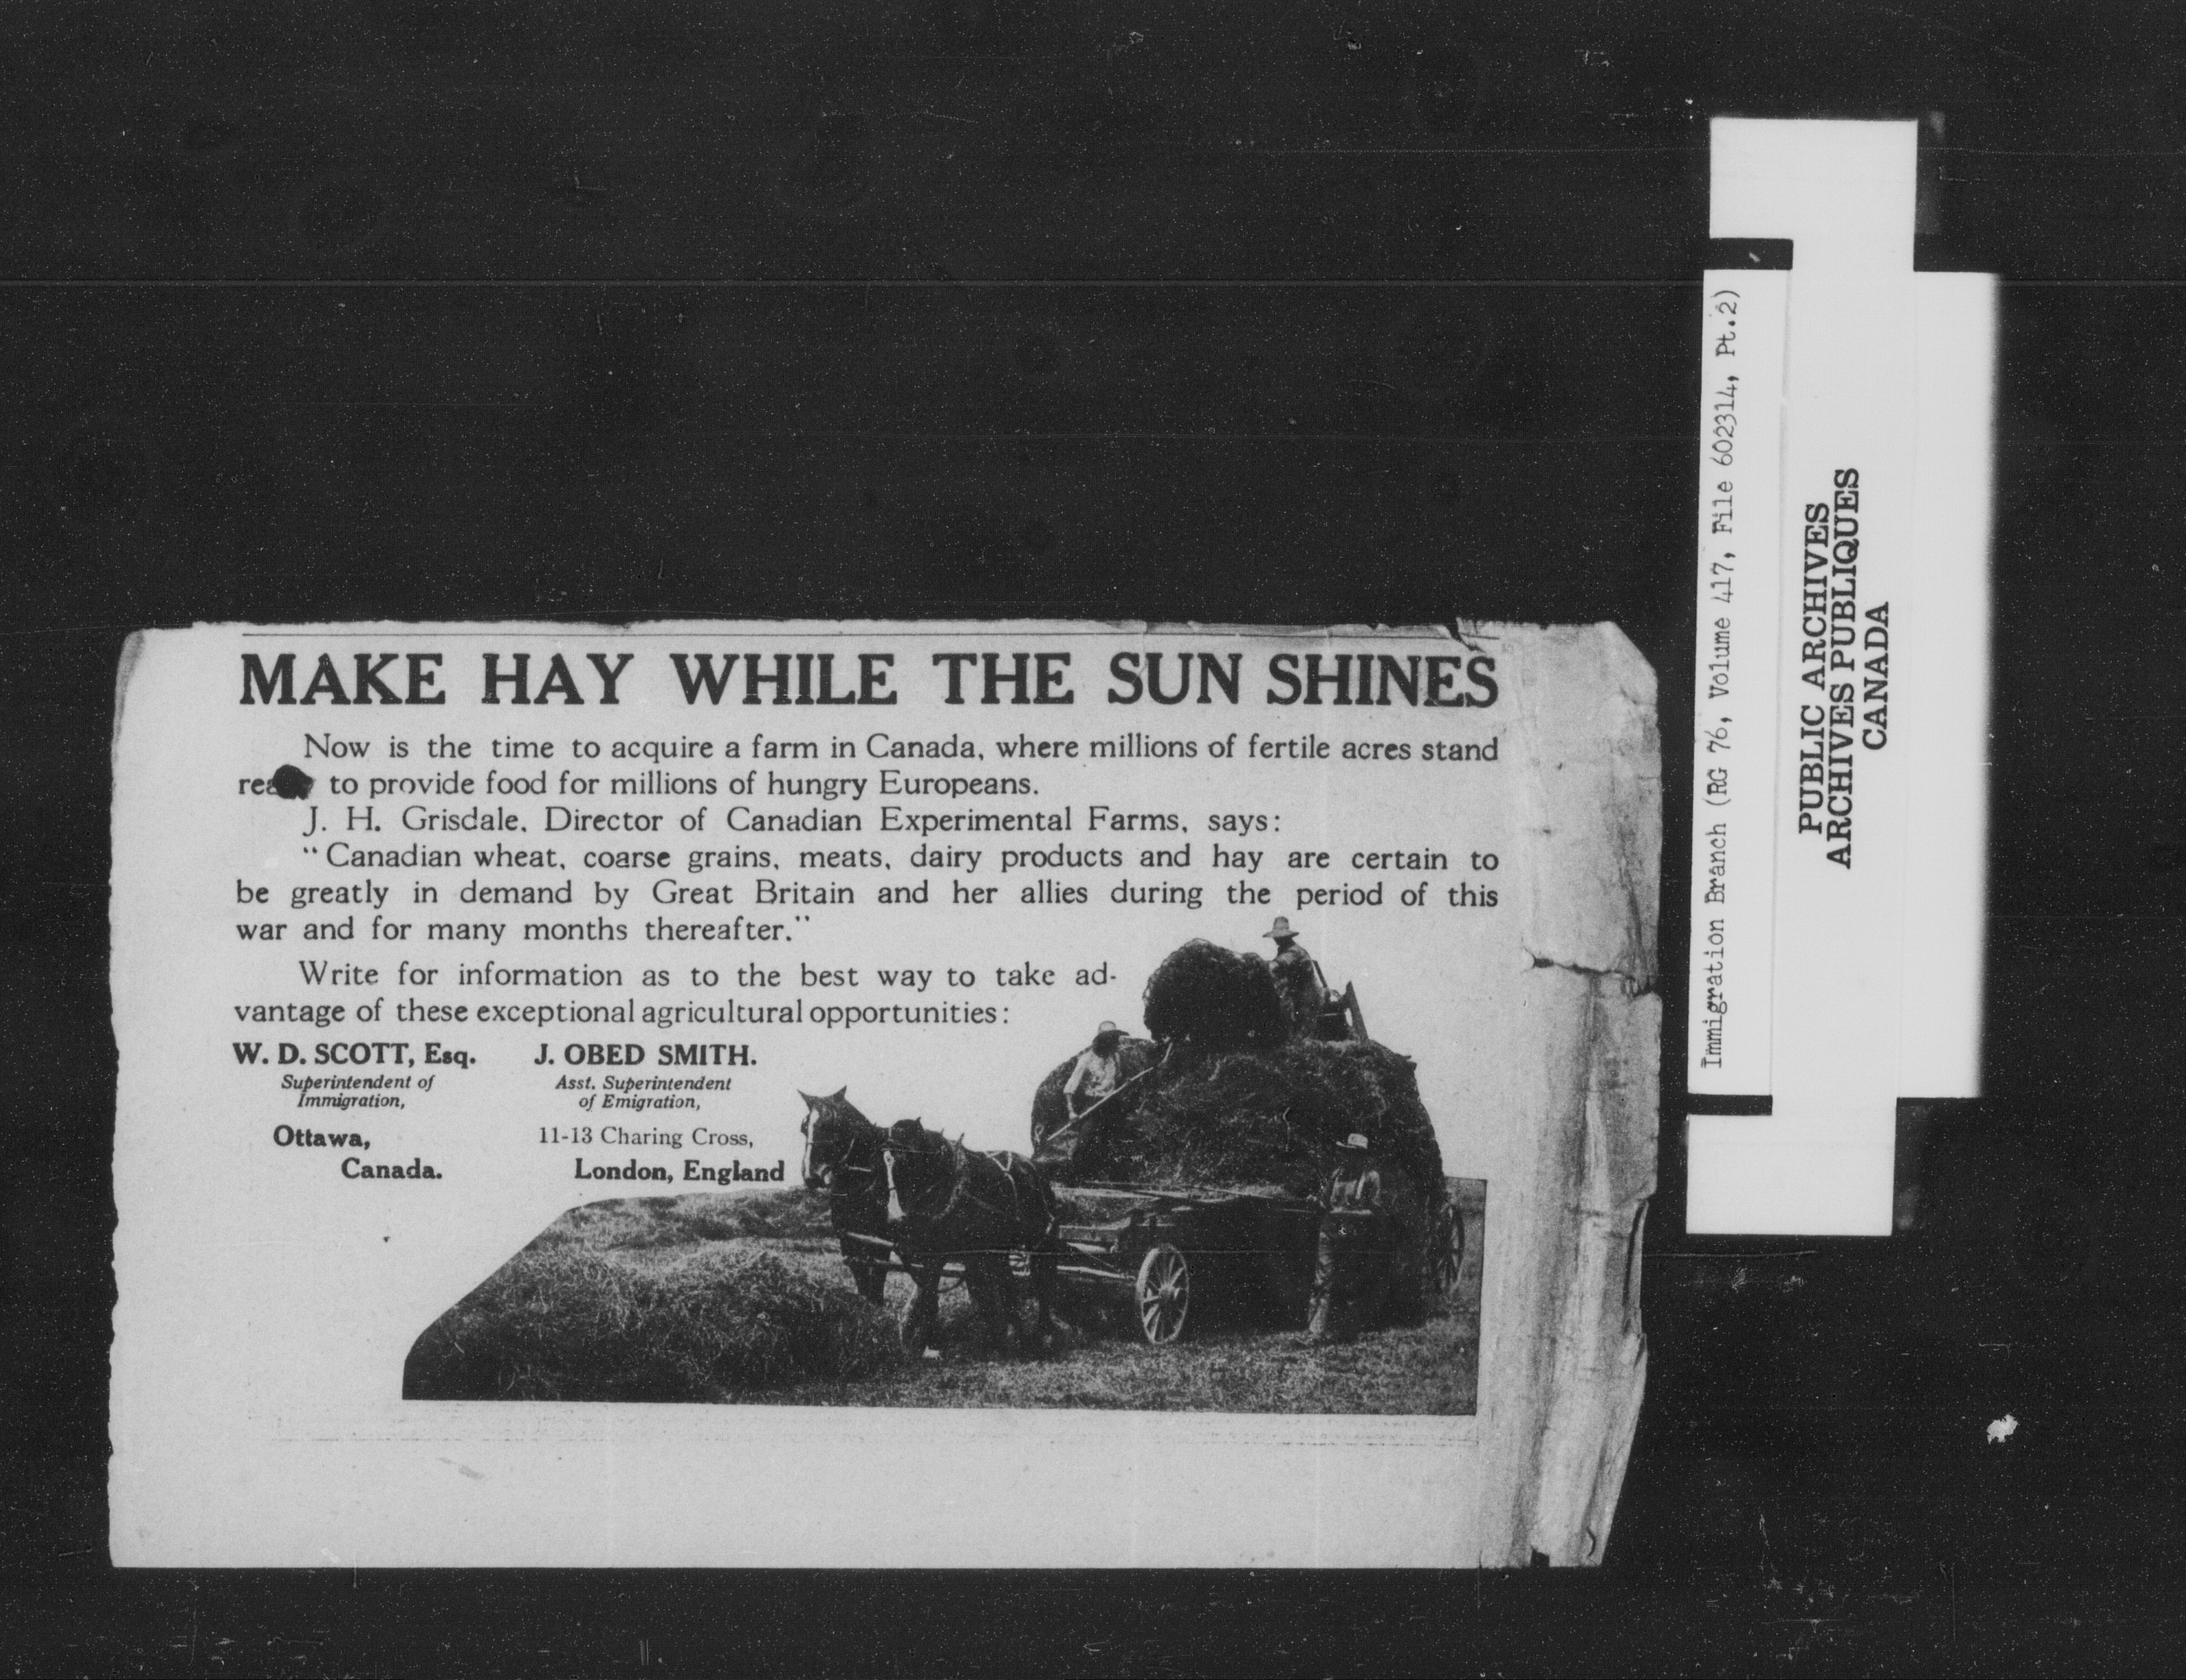 MAKE HAY WHILE THE SUN SHINES
Now is the time to acquire a farm in Canada, where millions of fertile acres stand
to provide food for millions of hungry Europeans.
J. H. Grisdale, Director of Canadian Experimental Farms, says:
“Canadian wheat, coarse grains, meats, dairy products and hay are certain to
be greatly in demand by Great Britain and her allies during the period of this
war and for many months thereafter.”
Write for information as to the best way to take ad-
vantage of these exceptional agricultural opportunities:
W. D. SCOTT, Esq.
Superintendent of
Immigration,
Ottawa,
Canada.
J. OBED SMITH.
Asst. Superintendent
of Emigration,
11-13 Charing Cross,
London, England
Immigration Branch (RG 76, Volume 417, File 602314, Pt.2)
PUBLIC ARCHIVES
ARCHIVES PUBLIQUES
CANADA